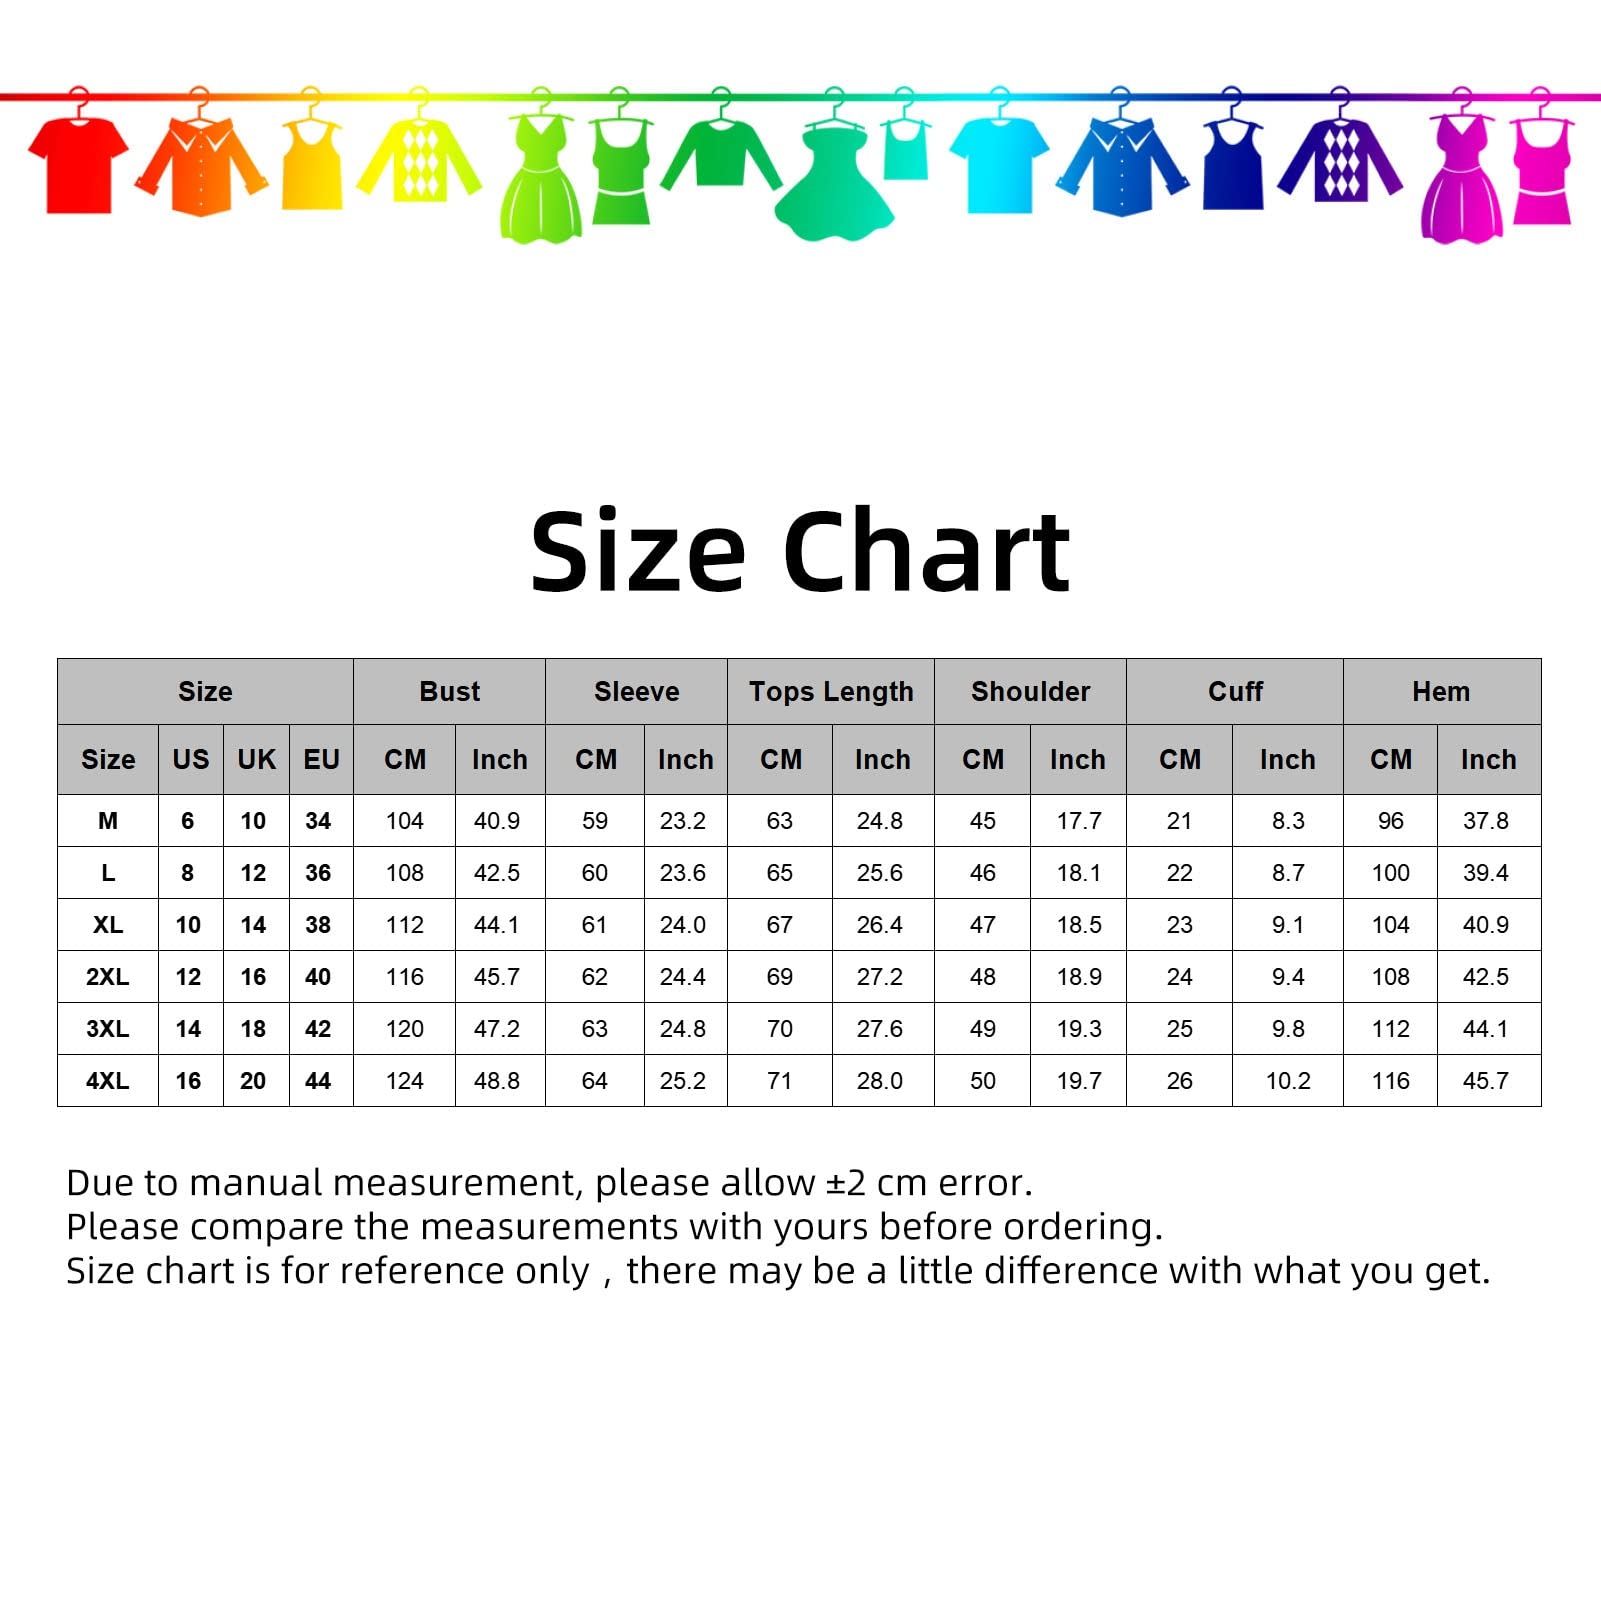 Size Chart
Size Bust Sleeve Tops Length Shoulder Cuff Hem
Size US UK EU CM Inch CM Inch CM Inch CM Inch CM Inch CM Inch
M 6 10 34 104 40.9 59 23.2 63 24.8 45 17.7 21 8.3 96 37.8
L 8 12 36 108 42.5 60 23.6 65 25.6 46 18.1 22 8.7 100 39.4
XL 10 14 38 112 44.1 61 24.0 67 26.4 47 18.5 23 9.1 104 40.9
2XL 12 16 40 116 45.7 62 24.4 69 27.2 48 18.9 24 9.4 108 42.5
3XL 14 18 42 120 47.2 63 24.8 70 27.6 49 19.3 25 9.8 112 44.1
4XL 16 20 44 124 48.8 64 25.2 71 28.0 50 19.7 26 10.2 116 45.7
Due to manual measurement, please allow ±2 cm error.
Please compare the measurements with yours before ordering.
Size chart is for reference only，there may be a little difference with what you get.